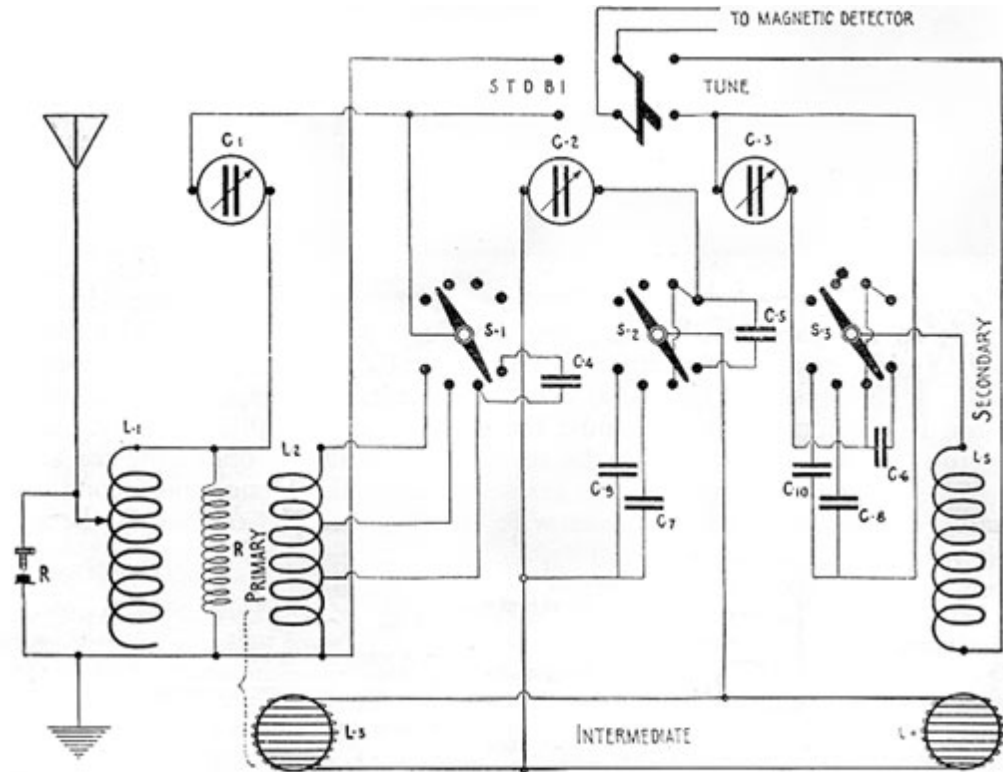 TO MAGNETIC DETECTOR
S T D B I
TUNE
C-1
C-2
C-3
S-1
S-2
S-3
C-5
C-4
SECONDARY
L-1
L-2
C-6
L-5
C-9
C-7
C-10
C-8
R
R
PRIMARY
L-3
INTERMEDIATE